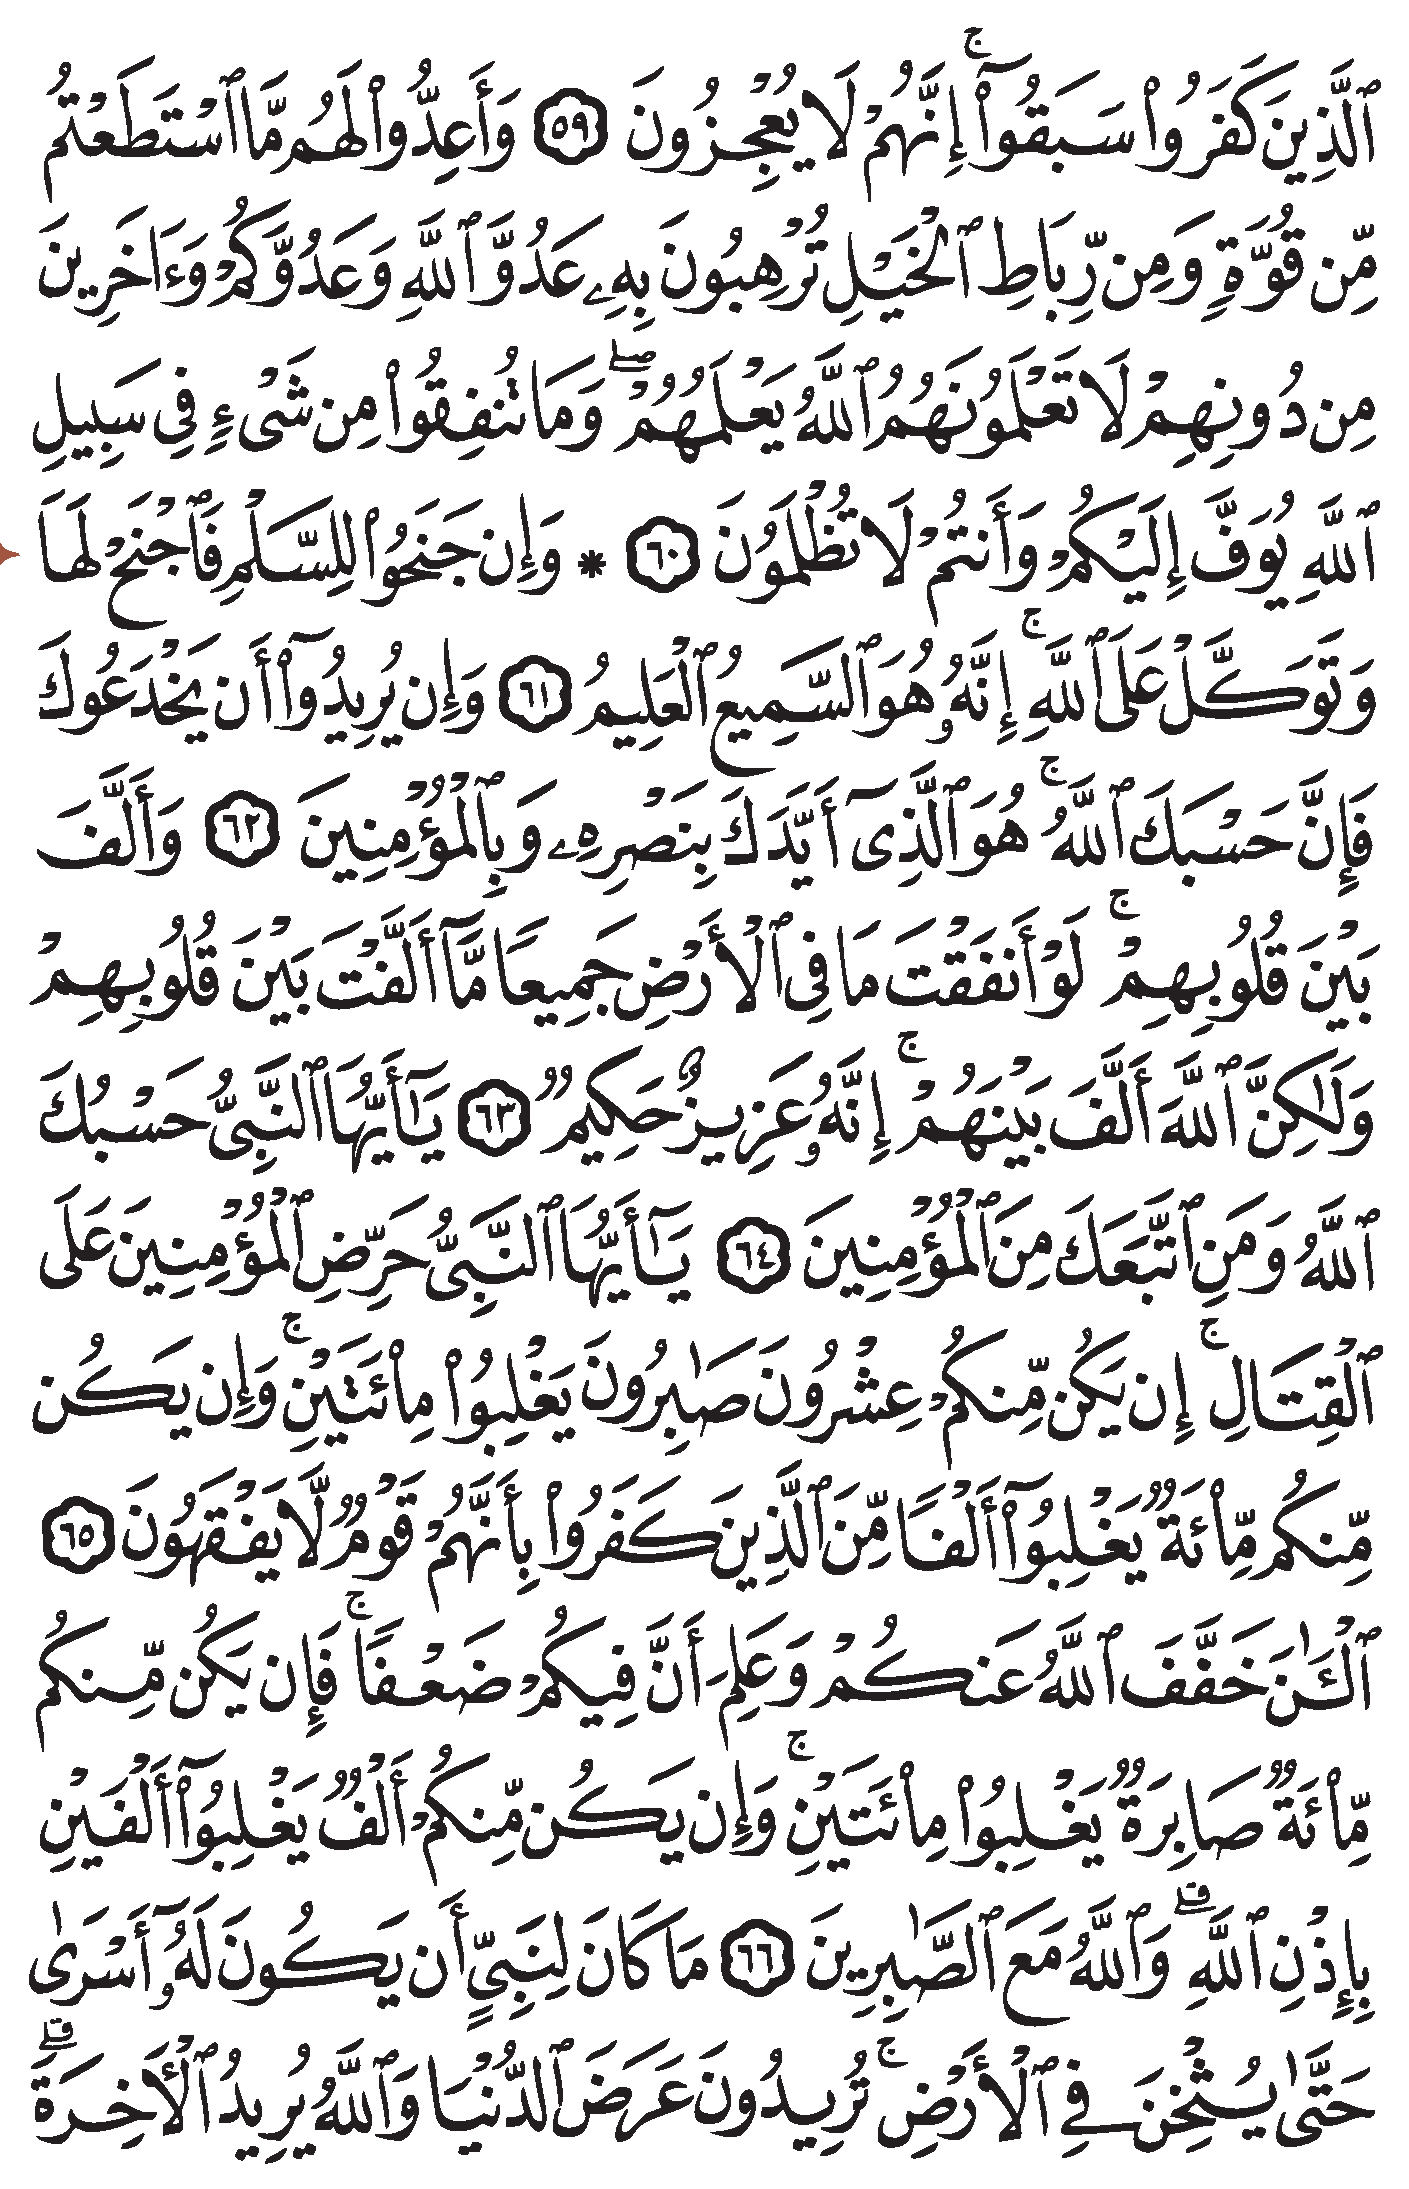 ٱلَّذِينَ كَفَرُوا۟ سَبَقُوٓا۟ ۚ إِنَّهُمْ لَا يُعْجِزُونَ ٥٩ وَأَعِدُّوا۟ لَهُم مَّا ٱسْتَطَعْتُم
مِّن قُوَّةٍ وَمِن رِّبَاطِ ٱلْخَيْلِ تُرْهِبُونَ بِهِۦ عَدُوَّ ٱللَّهِ وَعَدُوَّكُمْ وَءَاخَرِينَ
مِن دُونِهِمْ لَا تَعْلَمُونَهُمُ ٱللَّهُ يَعْلَمُهُمْ ۖ وَمَا تُنفِقُوا۟ مِن شَىْءٍ فِى سَبِيلِ
ٱللَّهِ يُوَفَّ إِلَيْكُمْ وَأَنتُمْ لَا تُظْلَمُونَ ٦٠ * وَإِن جَنَحُوا۟ لِلسَّلْمِ فَٱجْنَحْ لَهَا
وَتَوَكَّلْ عَلَى ٱللَّهِ ۚ إِنَّهُۥ هُوَ ٱلسَّمِيعُ ٱلْعَلِيمُ ٦١ وَإِن يُرِيدُوٓا۟ أَن يَخْدَعُوكَ
فَإِنَّ حَسْبَكَ ٱللَّهُ ۚ هُوَ ٱلَّذِىٓ أَيَّدَكَ بِنَصْرِهِۦ وَبِٱلْمُؤْمِنِينَ ٦٢ وَأَلَّفَ
بَيْنَ قُلُوبِهِمْ ۚ لَوْ أَنفَقْتَ مَا فِى ٱلْأَرْضِ جَمِيعًا مَّآ أَلَّفْتَ بَيْنَ قُلُوبِهِمْ
وَلَٰكِنَّ ٱللَّهَ أَلَّفَ بَيْنَهُمْ ۚ إِنَّهُۥ عَزِيزٌ حَكِيمٌ ٦٣ يَٰٓأَيُّهَا ٱلنَّبِىُّ حَسْبُكَ
ٱللَّهُ وَمَنِ ٱتَّبَعَكَ مِنَ ٱلْمُؤْمِنِينَ ٦٤ يَٰٓأَيُّهَا ٱلنَّبِىُّ حَرِّضِ ٱلْمُؤْمِنِينَ عَلَى
ٱلْقِتَالِ ۚ إِن يَكُن مِّنكُمْ عِشْرُونَ صَٰبِرُونَ يَغْلِبُوا۟ مِا۟ئَتَيْنِ ۚ وَإِن يَكُن
مِّنكُم مِّا۟ئَةٌ يَغْلِبُوٓا۟ أَلْفًا مِّنَ ٱلَّذِينَ كَفَرُوا۟ بِأَنَّهُمْ قَوْمٌ لَّا يَفْقَهُونَ ٦٥
ٱلْـَٰٔنَ خَفَّفَ ٱللَّهُ عَنكُمْ وَعَلِمَ أَنَّ فِيكُمْ ضَعْفًا ۚ فَإِن يَكُن مِّنكُم
مِّا۟ئَةٌ صَابِرَةٌ يَغْلِبُوا۟ مِا۟ئَتَيْنِ ۚ وَإِن يَكُن مِّنكُمْ أَلْفٌ يَغْلِبُوٓا۟ أَلْفَيْنِ
بِإِذْنِ ٱللَّهِ ۗ وَٱللَّهُ مَعَ ٱلصَّٰبِرِينَ ٦٦ مَا كَانَ لِنَبِىٍّ أَن يَكُونَ لَهُۥٓ أَسْرَىٰ
حَتَّىٰ يُثْخِنَ فِى ٱلْأَرْضِ ۚ تُرِيدُونَ عَرَضَ ٱلدُّنْيَا وَٱللَّهُ يُرِيدُ ٱلْءَاخِرَةَ ۗ